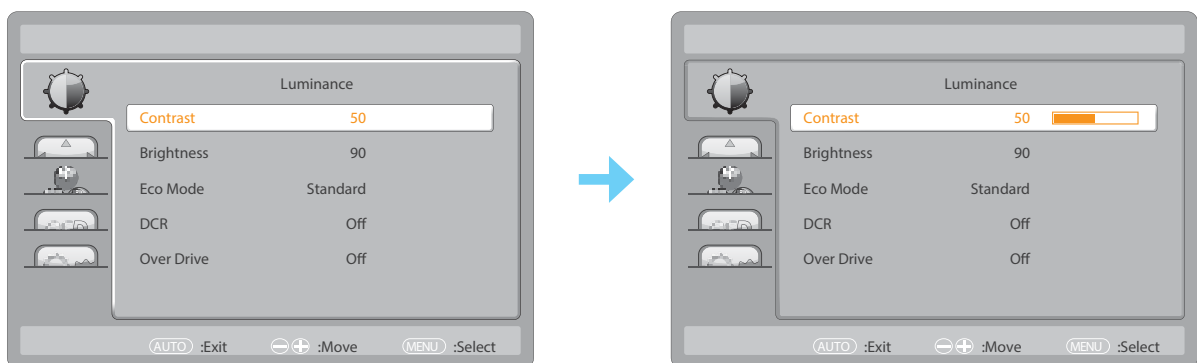 Luminance
Contrast 50
Brightness 90
Eco Mode Standard
DCR Off
Over Drive Off
AUTO :Exit :Move MENU :Select
Luminance
Contrast 50
Brightness 90
Eco Mode Standard
DCR Off
Over Drive Off
AUTO :Exit :Move MENU :Select